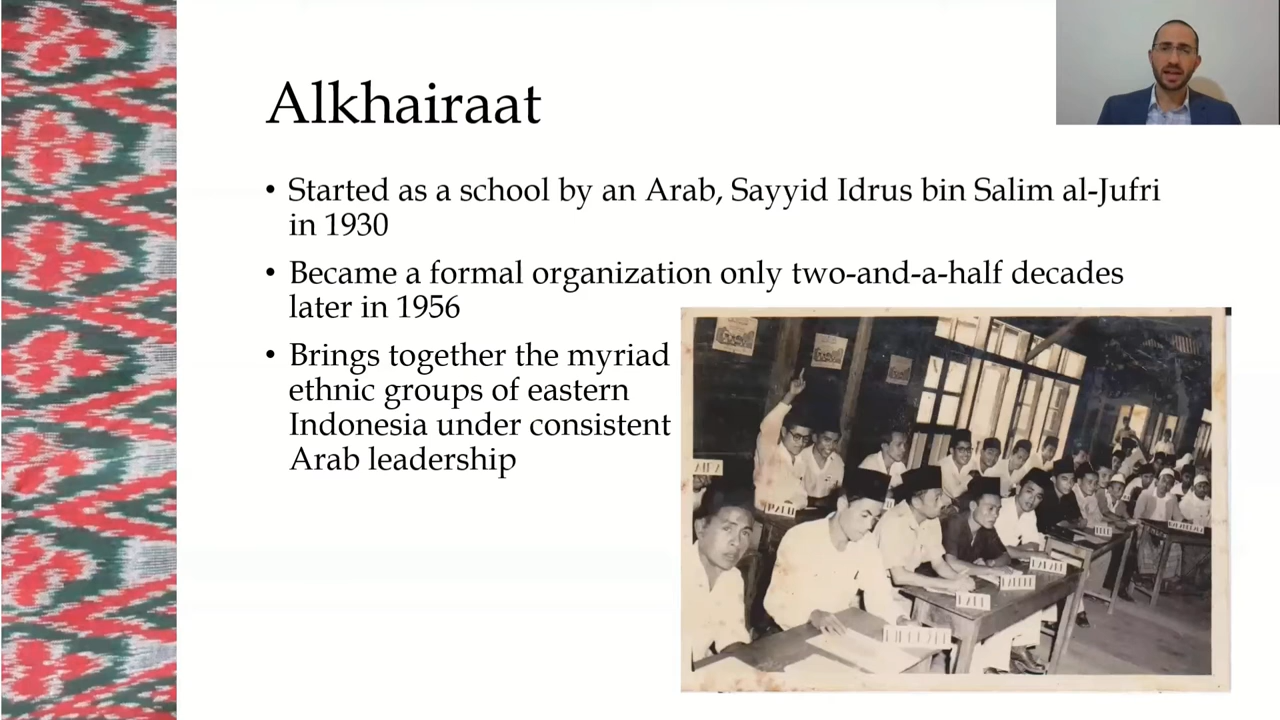 Alkhairaat
• Started as a school by an Arab, Sayyid Idrus bin Salim al-Jufri
in 1930
• Became a formal organization only two-and-a-half decades
later in 1956
• Brings together the myriad
ethnic groups of eastern
Indonesia under consistent
Arab leadership